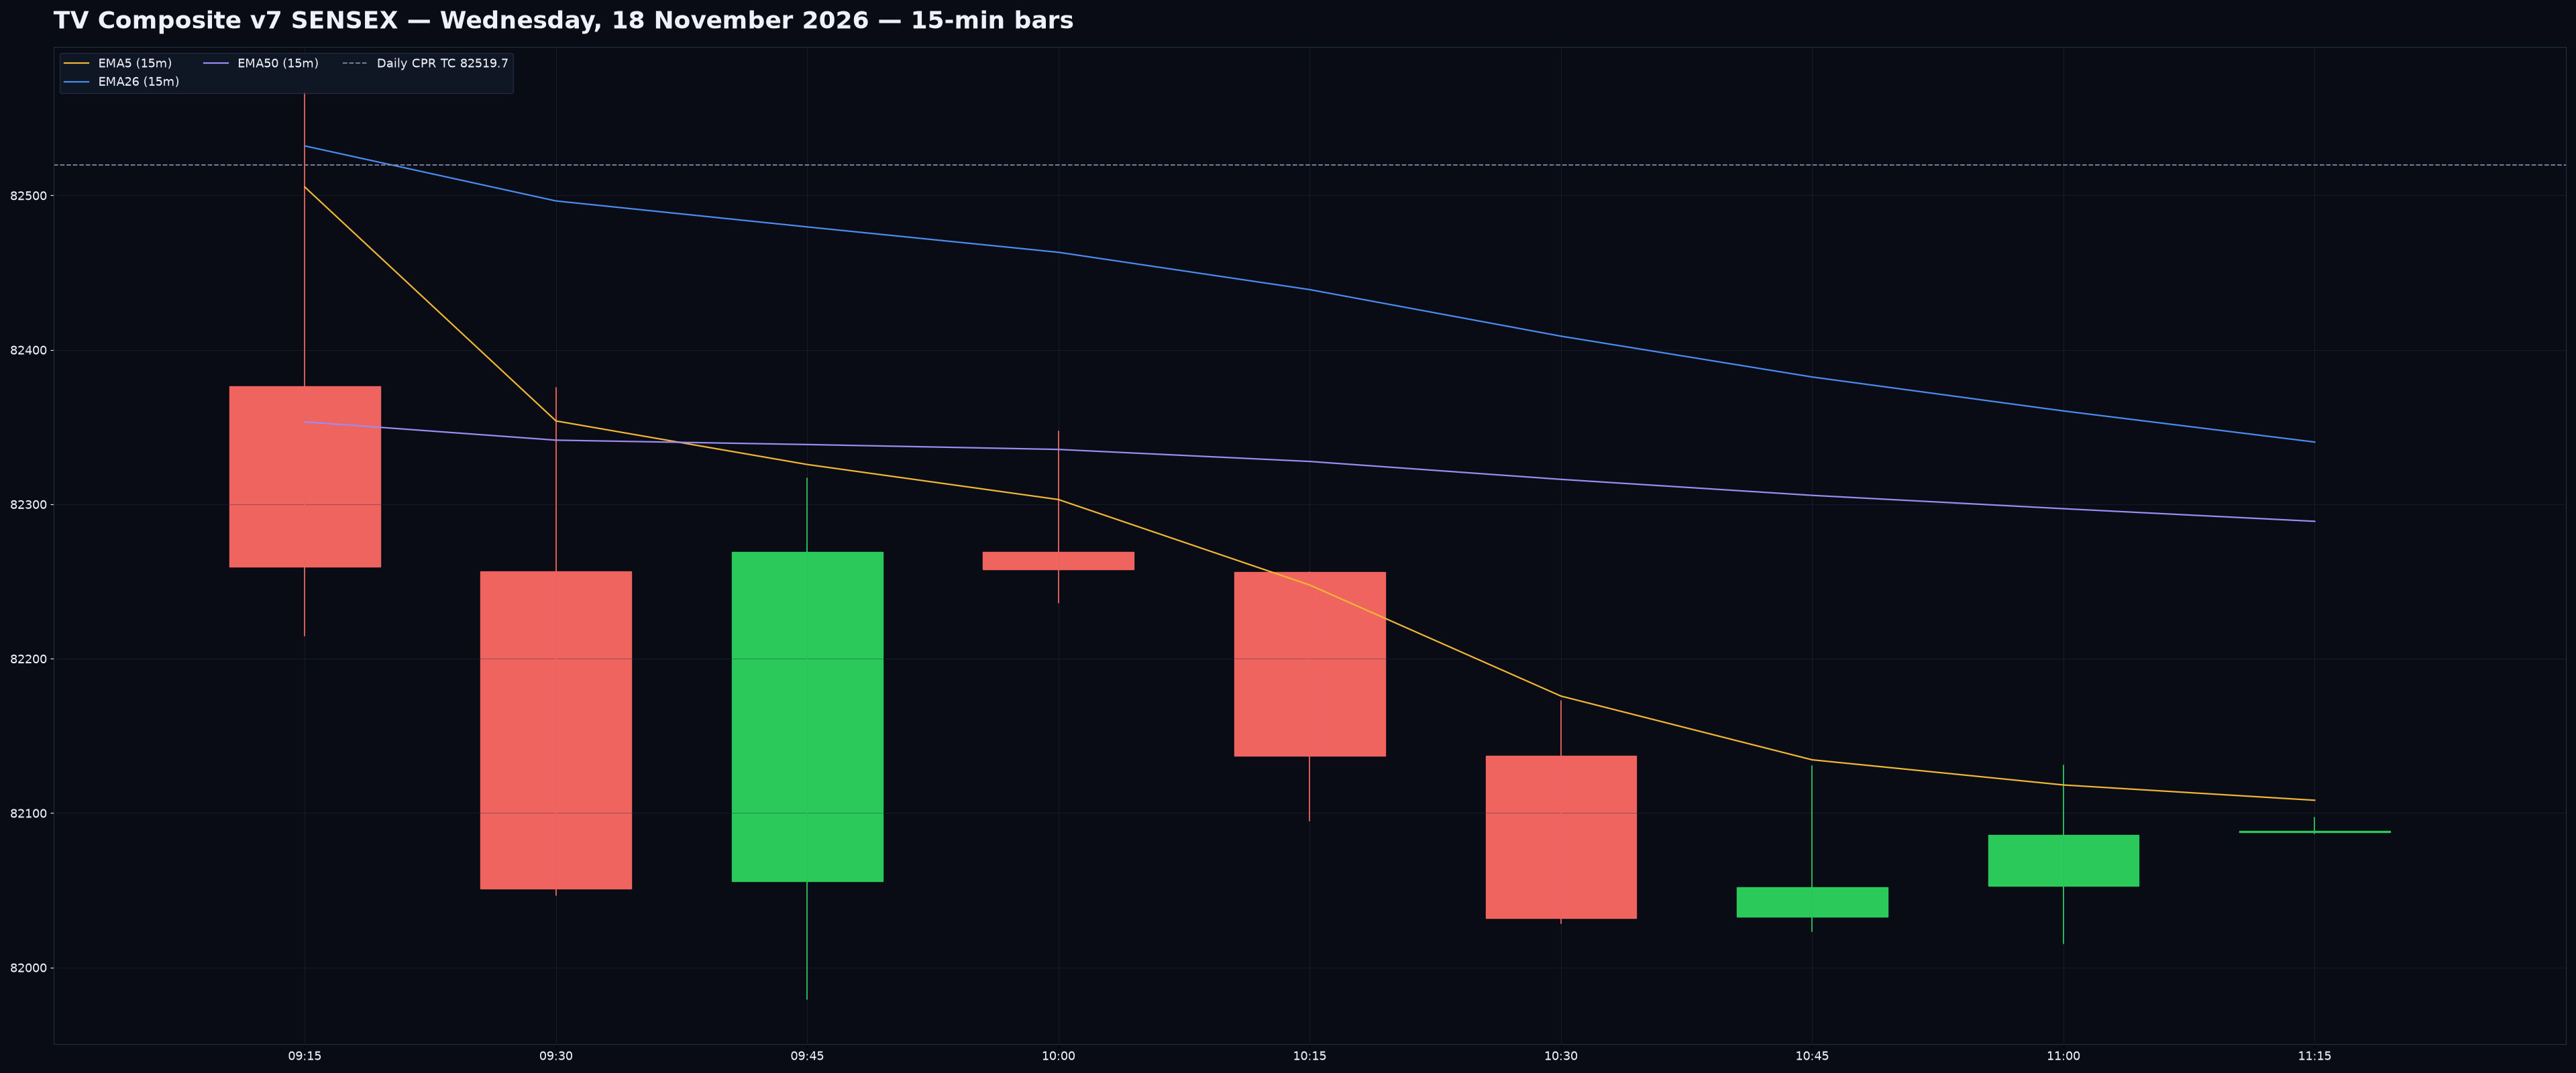 TV Composite v7 SENSEX — Wednesday, 18 November 2026 — 15-min bars
EMA5 (15m) EMA50 (15m) Daily CPR TC 82519.7
EMA26 (15m)
82500
82400
82300
82200
82100
82000
09:15 09:30 09:45 10:00 10:15 10:30 10:45 11:00 11:15